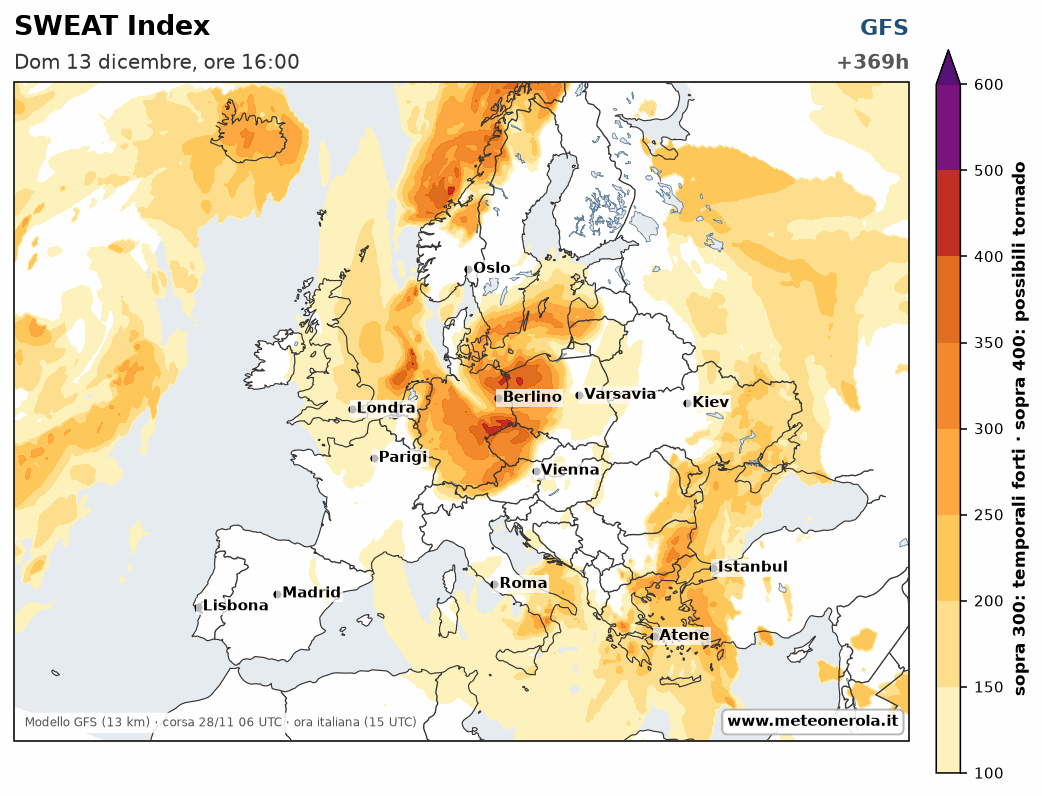 SWEAT Index
GFS
Dom 13 dicembre, ore 16:00
+369h
600
500
400
350
300
250
200
150
100
sopra 300: temporali forti · sopra 400: possibili tornado
Oslo
Londra
Berlino
Varsavia
Kiev
Parigi
Vienna
Istanbul
Roma
Madrid
Lisbona
Atene
Modello GFS (13 km) · corsa 28/11 06 UTC · ora italiana (15 UTC)
www.meteonerola.it